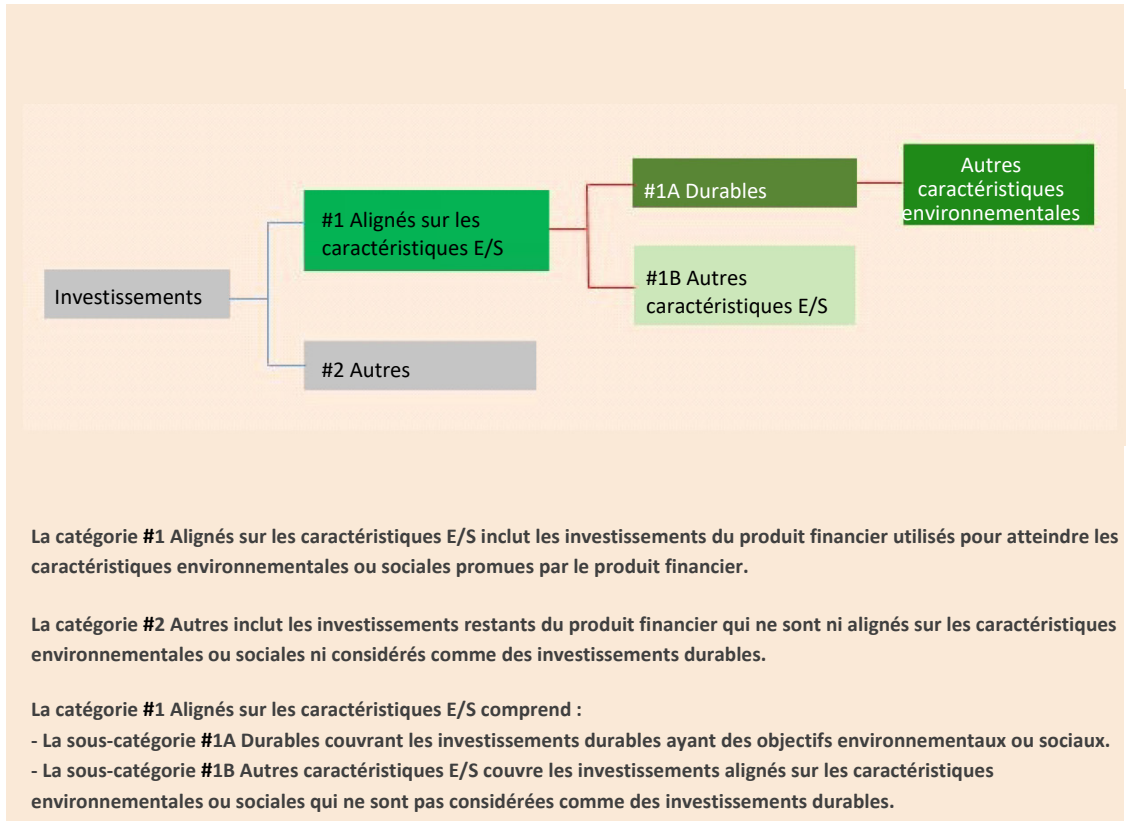 Autres
caractéristiques
environnementales
#1A Durables
#1 Alignés sur les
caractéristiques E/S
#1B Autres
caractéristiques E/S
Investissements
#2 Autres
La catégorie #1 Alignés sur les caractéristiques E/S inclut les investissements du produit financier utilisés pour atteindre les
caractéristiques environnementales ou sociales promues par le produit financier.
La catégorie #2 Autres inclut les investissements restants du produit financier qui ne sont ni alignés sur les caractéristiques
environnementales ou sociales ni considérés comme des investissements durables.
La catégorie #1 Alignés sur les caractéristiques E/S comprend :
- La sous-catégorie #1A Durables couvrant les investissements durables ayant des objectifs environnementaux ou sociaux.
- La sous-catégorie #1B Autres caractéristiques E/S couvre les investissements alignés sur les caractéristiques
environnementales ou sociales qui ne sont pas considérées comme des investissements durables.